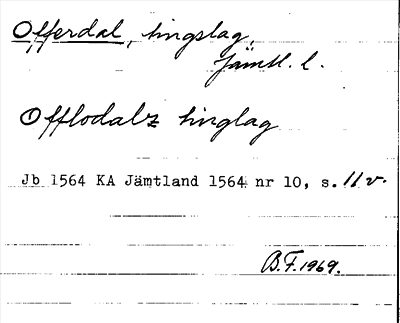 Offerdal, tingslag,
Jämtl. l.
Offlodalz tinglag
Jb 1564 KA Jämtland 1564 nr 10, s. 11 v.
B.F. 1969.